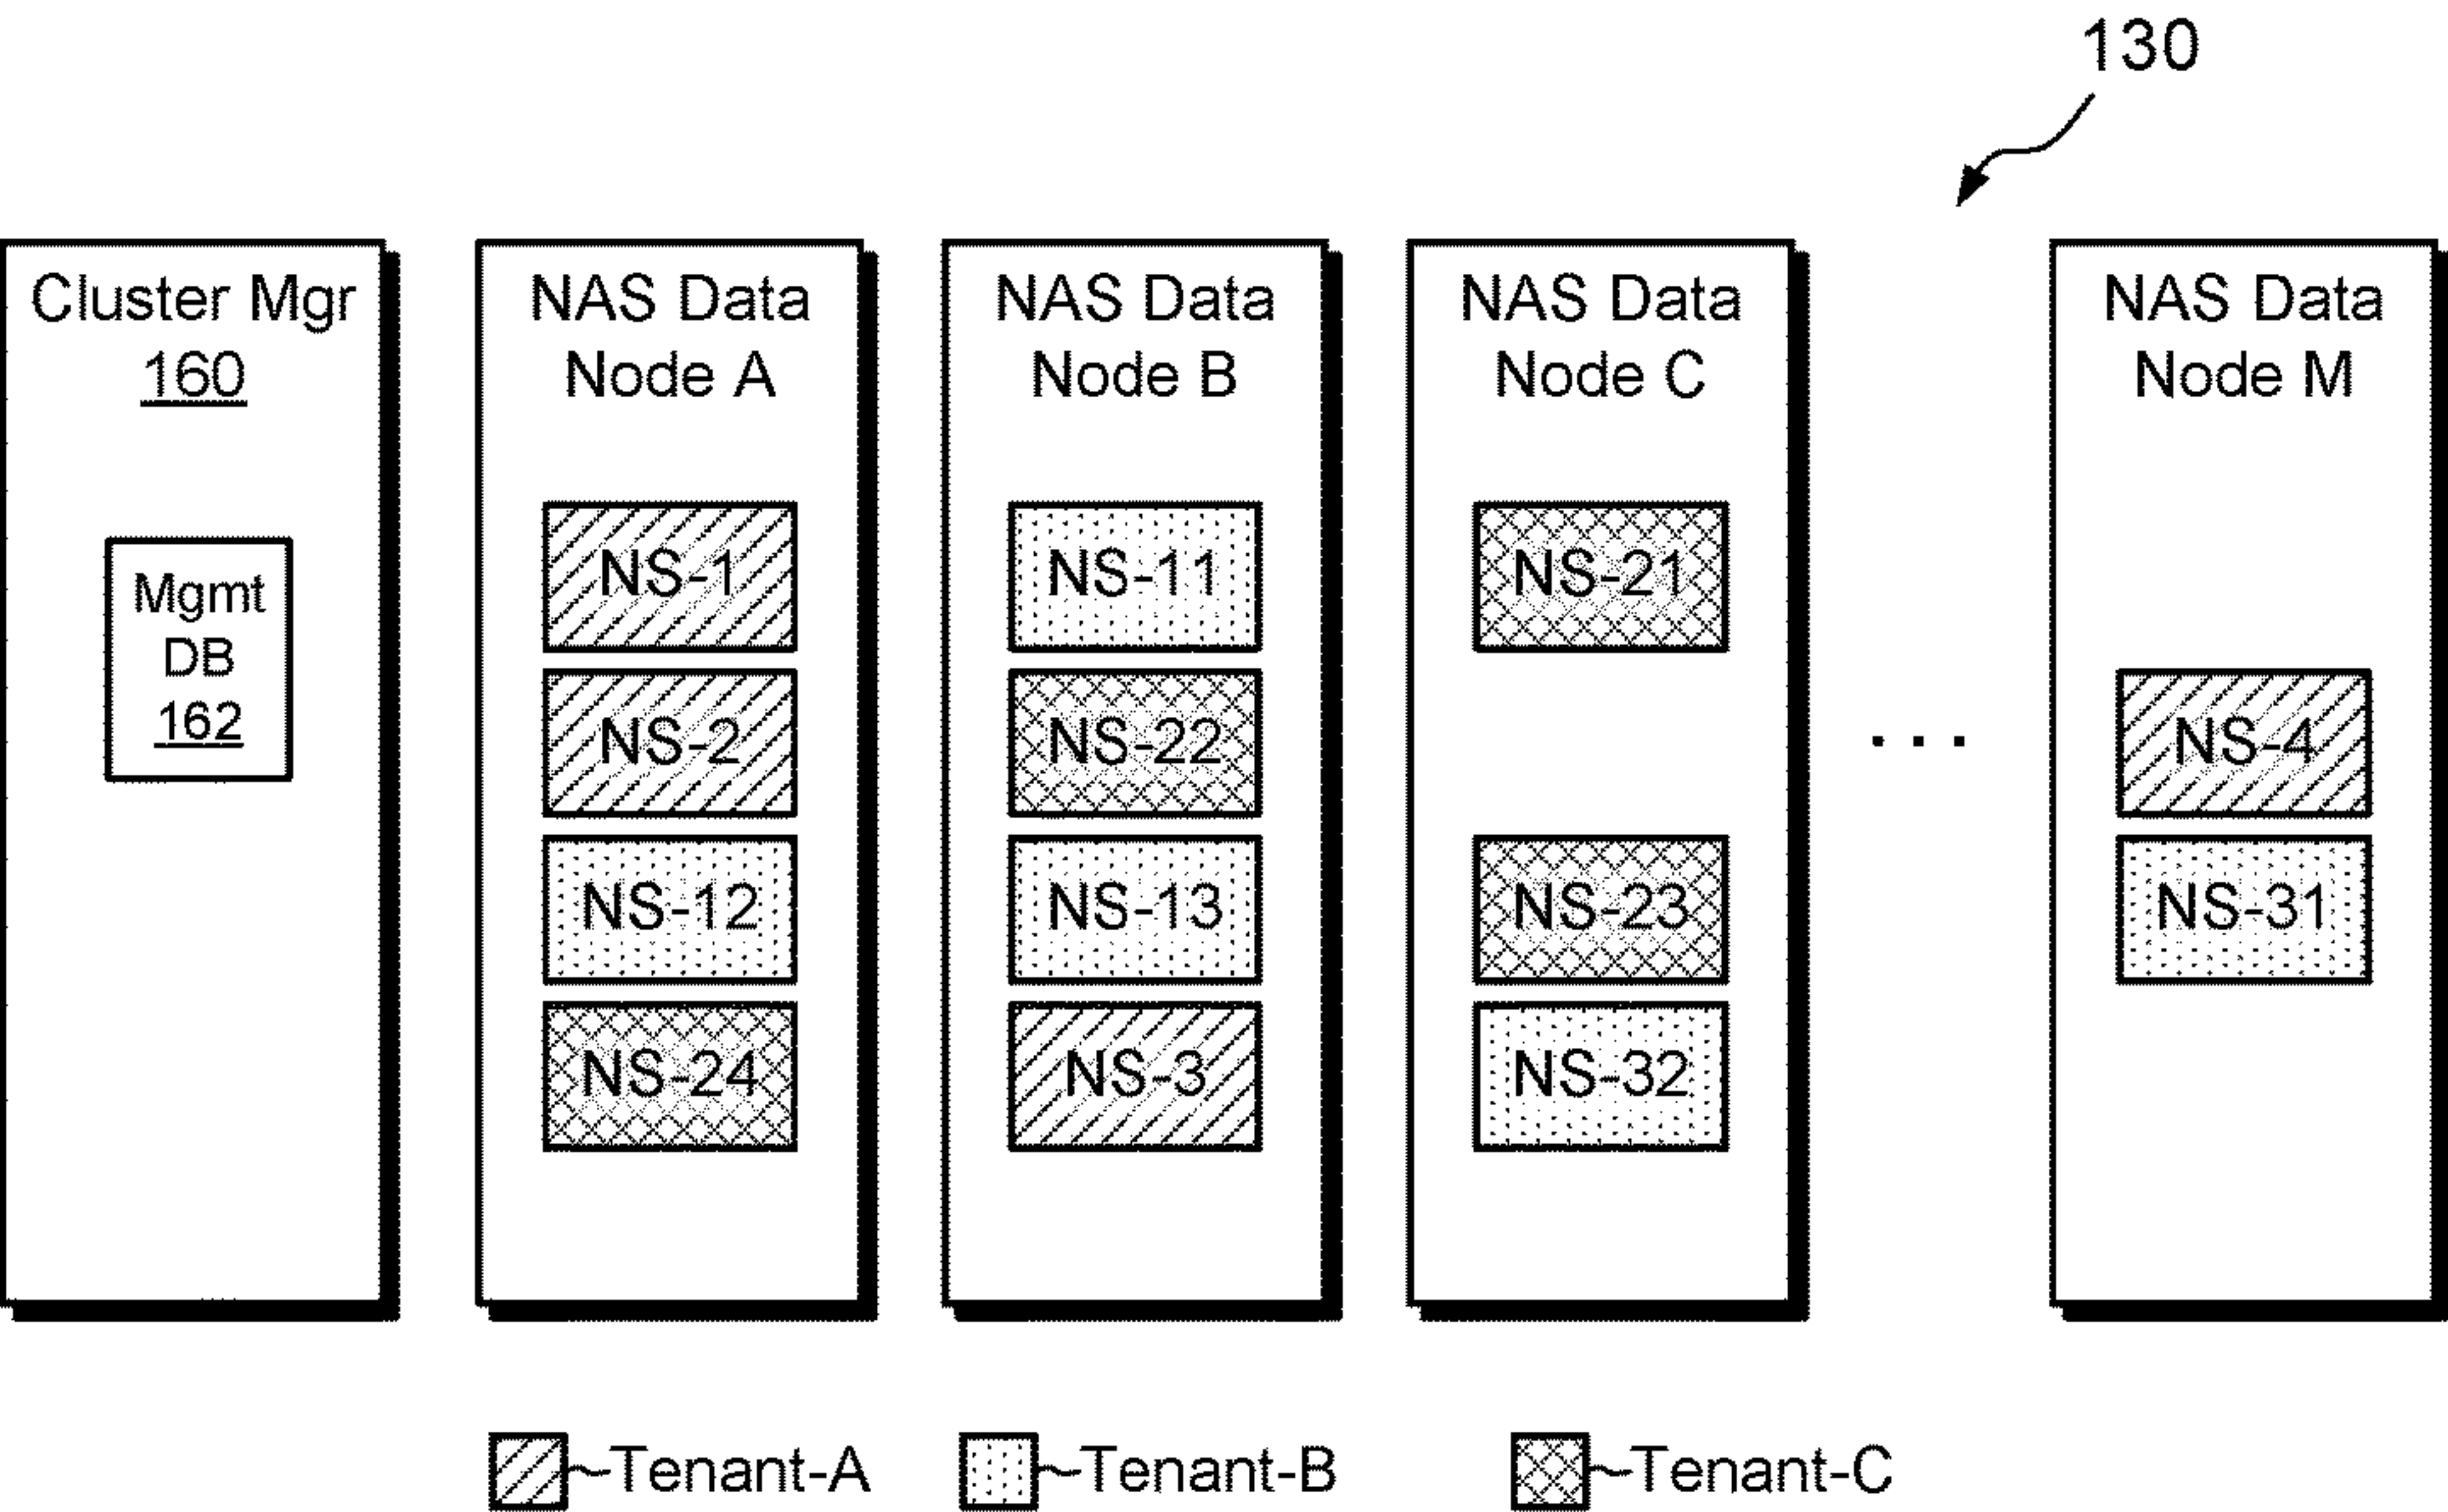 130
Cluster Mgr
160
Mgmt
DB
162
NAS Data
Node A
NS-1
NS-2
NS-12
NS-24
NAS Data
Node B
NS-11
NS-22
NS-13
NS-3
NAS Data
Node C
NS-21
NS-23
NS-32
...
NAS Data
Node M
NS-4
NS-31
Tenant-A
Tenant-B
Tenant-C